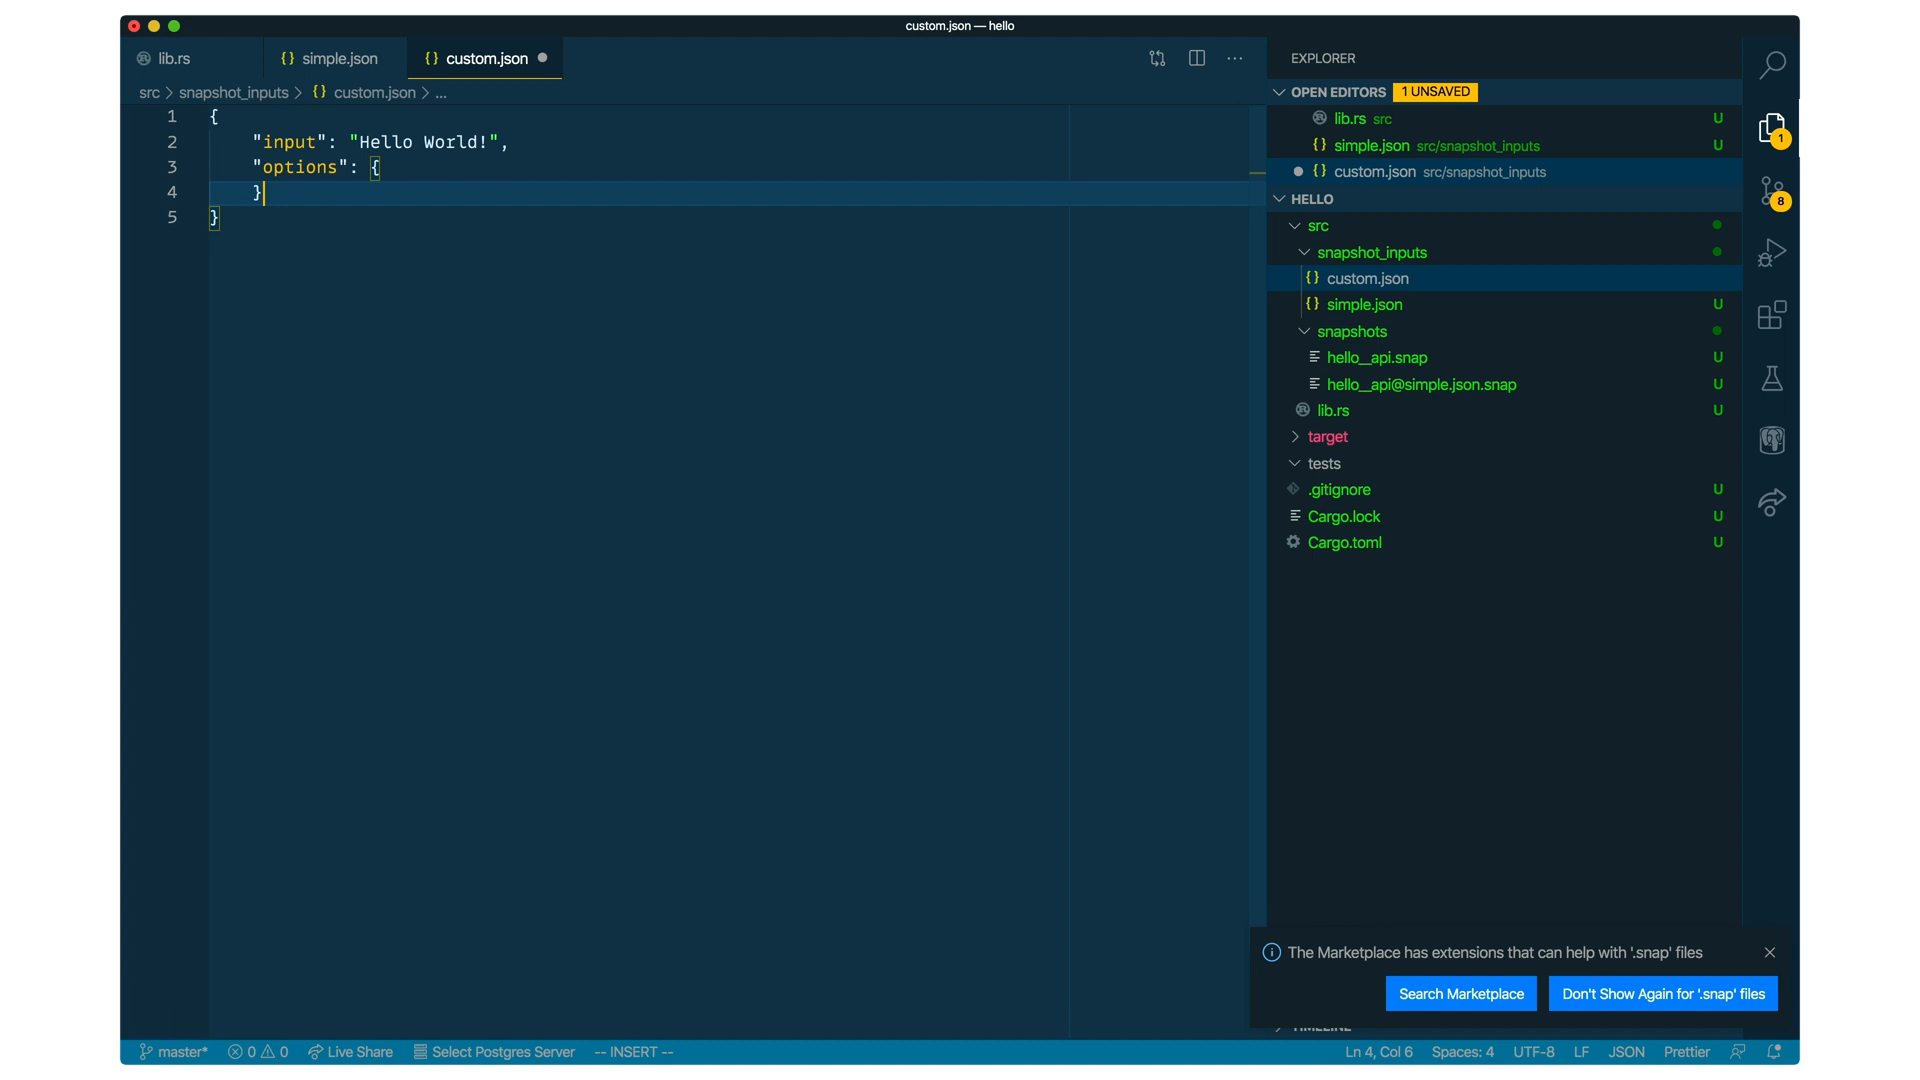 custom.json — hello
lib.rs
{} simple.json
{} custom.json
src > snapshot_inputs > {} custom.json > ...
1 {
2 "input": "Hello World!",
3 "options": {
4 }
5 }
EXPLORER
OPEN EDITORS 1 UNSAVED
lib.rs src U
{} simple.json src/snapshot_inputs U
{} custom.json src/snapshot_inputs
HELLO
src
snapshot_inputs
{} custom.json
{} simple.json U
snapshots
hello__api.snap U
hello__api@simple.json.snap U
lib.rs U
target
tests
.gitignore U
Cargo.lock U
Cargo.toml U
1
8
The Marketplace has extensions that can help with '.snap' files
Search Marketplace
Don't Show Again for '.snap' files
TIMELINE
master* 0 0 Live Share Select Postgres Server -- INSERT --
Ln 4, Col 6 Spaces: 4 UTF-8 LF JSON Prettier